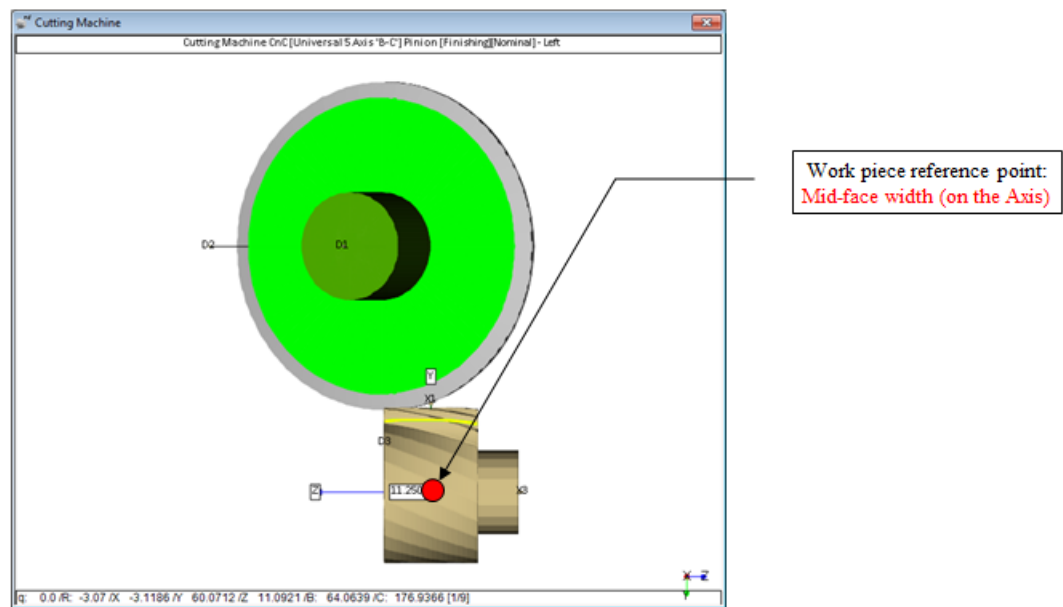 Cutting Machine
Cutting Machine CnC [Universal 5 Axis "B-C"] Pinion [Finishing][Nominal] - Left
Work piece reference point:
Mid-face width (on the Axis)
D2
D1
Y
X1
D3
Z
11.250
X3
X Z
Y
q: 0.0 /R: -3.07 /X -3.1186 /Y 60.0712 /Z 11.0921 /B: 64.0639 /C: 176.9366 [1/9]